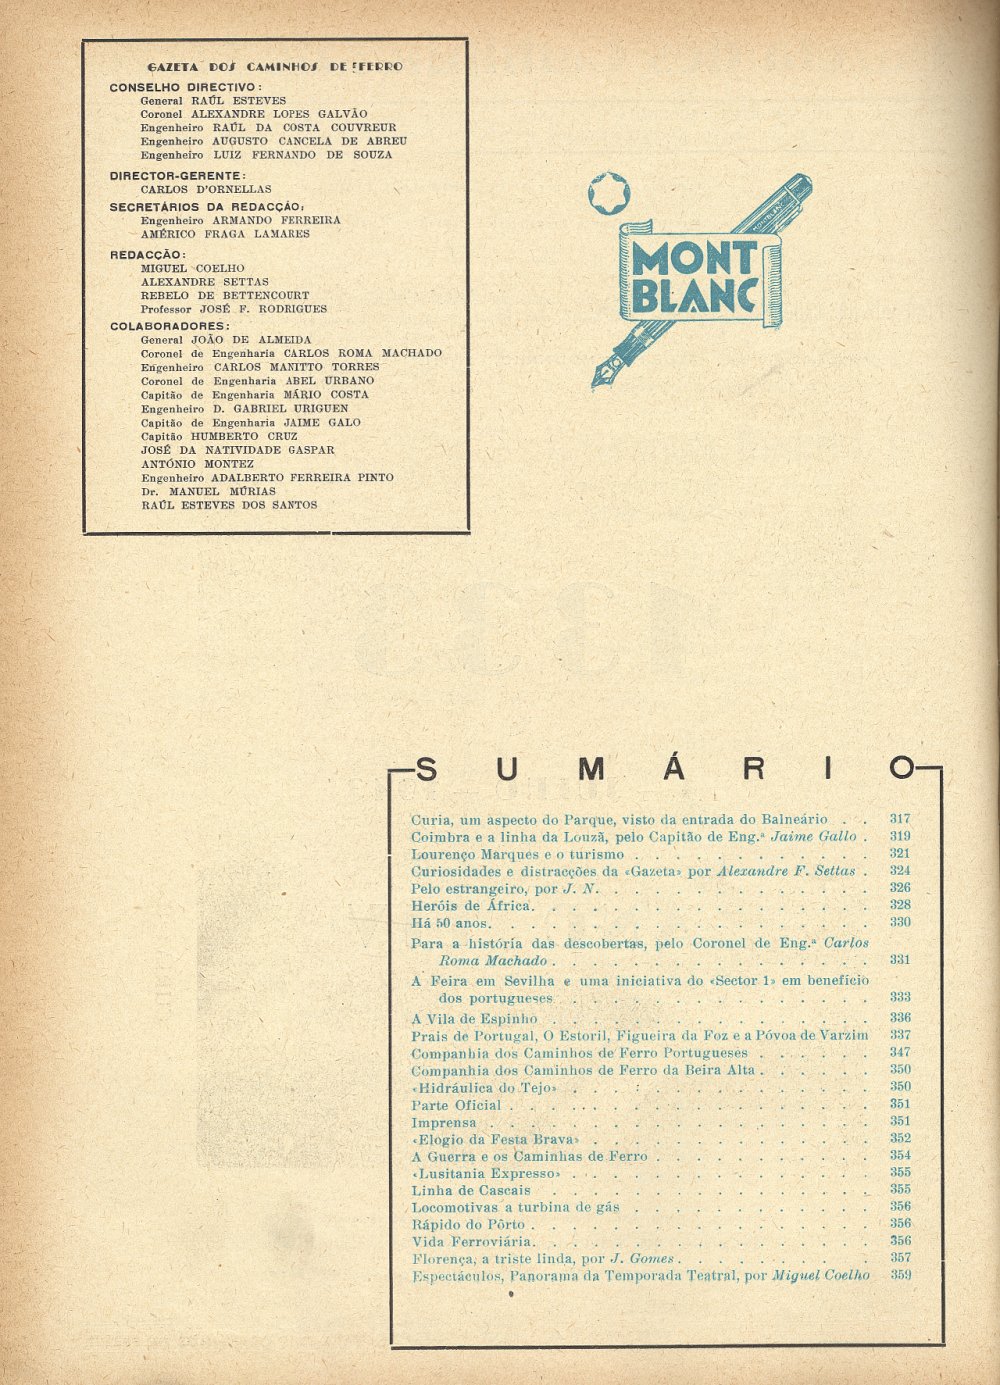 GAZETA DOS CAMINHOS DE FERRO
CONSELHO DIRECTIVO:
General RAÚL ESTEVES
Coronel ALEXANDRE LOPES GALVÃO
Engenheiro RAÚL DA COSTA COUVREUR
Engenheiro AUGUSTO CANCELA DE ABREU
Engenheiro LUIZ FERNANDO DE SOUZA
DIRECTOR-GERENTE:
CARLOS D'ORNELLAS
SECRETÁRIOS DA REDACÇÃO:
Engenheiro ARMANDO FERREIRA
AMÉRICO FRAGA LAMARES
REDACÇÃO:
MIGUEL COELHO
ALEXANDRE SETTAS
REBELO DE BETTENCOURT
Professor JOSÉ F. RODRIGUES
COLABORADORES:
General JOÃO DE ALMEIDA
Coronel de Engenharia CARLOS ROMA MACHADO
Engenheiro CARLOS MANITTO TORRES
Coronel de Engenharia ABEL URBANO
Capitão de Engenharia MÁRIO COSTA
Engenheiro D. GABRIEL URIGUEN
Capitão de Engenharia JAIME GALO
Capitão HUMBERTO CRUZ
JOSÉ DA NATIVIDADE GASPAR
ANTÓNIO MONTEZ
Engenheiro ADALBERTO FERREIRA PINTO
Dr. MANUEL MÚRIAS
RAÚL ESTEVES DOS SANTOS
MONTBLANC
MONT
BLANC
SUMÁRIO
Curia, um aspecto do Parque, visto da entrada do Balneário . . 317
Coimbra e a linha da Louzã, pelo Capitão de Eng.ª Jaime Gallo . 319
Lourenço Marques e o turismo . . . . . . . . . . . . 321
Curiosidades e distracções da «Gazeta» por Alexandre F. Settas . 324
Pelo estrangeiro, por J. N. . . . . . . . . . . . . . 326
Heróis de África. . . . . . . . . . . . . . . . . 328
Há 50 anos. . . . . . . . . . . . . . . . . . . 330
Para a história das descobertas, pelo Coronel de Eng.ª Carlos
Roma Machado . . . . . . . . . . . . . . . . 331
A Feira em Sevilha e uma iniciativa do «Sector 1» em benefício
dos portugueses . . . . . . . . . . . . . . . . 333
A Vila de Espinho . . . . . . . . . . . . . . . . 336
Prais de Portugal, O Estoril, Figueira da Foz e a Póvoa de Varzim 337
Companhia dos Caminhos de Ferro Portugueses . . . . . . 347
Companhia dos Caminhos de Ferro da Beira Alta . . . . . . 350
«Hidráulica do Tejo» . . . . . . . . . . . . . . . 350
Parte Oficial . . . . . . . . . . . . . . . . . . 351
Imprensa . . . . . . . . . . . . . . . . . . . 351
«Elogio da Festa Brava» . . . . . . . . . . . . . . 352
A Guerra e os Caminhas de Ferro . . . . . . . . . . . 354
«Lusitania Expresso» . . . . . . . . . . . . . . . 355
Linha de Cascais . . . . . . . . . . . . . . . . 355
Locomotivas a turbina de gás . . . . . . . . . . . . 356
Rápido do Pôrto . . . . . . . . . . . . . . . . . 356
Vida Ferroviária. . . . . . . . . . . . . . . . . 356
Florença, a triste linda, por J. Gomes . . . . . . . . . . 357
Espectáculos, Panorama da Temporada Teatral, por Miguel Coelho 359